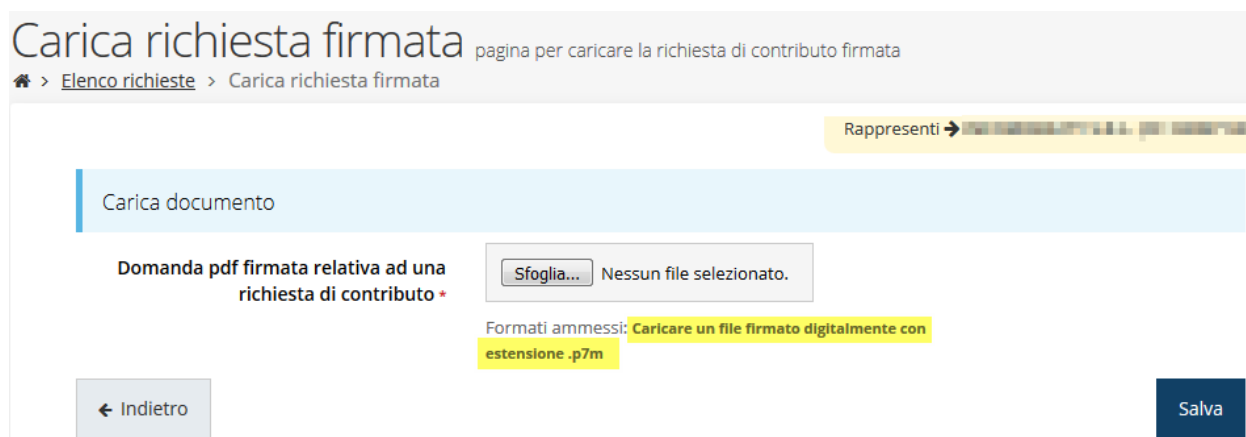 Carica richiesta firmata pagina per caricare la richiesta di contributo firmata
> Elenco richieste > Carica richiesta firmata
Rappresenti
Carica documento
Domanda pdf firmata relativa ad una
richiesta di contributo *
Sfoglia... Nessun file selezionato.
Formati ammessi: Caricare un file firmato digitalmente con
estensione .p7m
Indietro
Salva